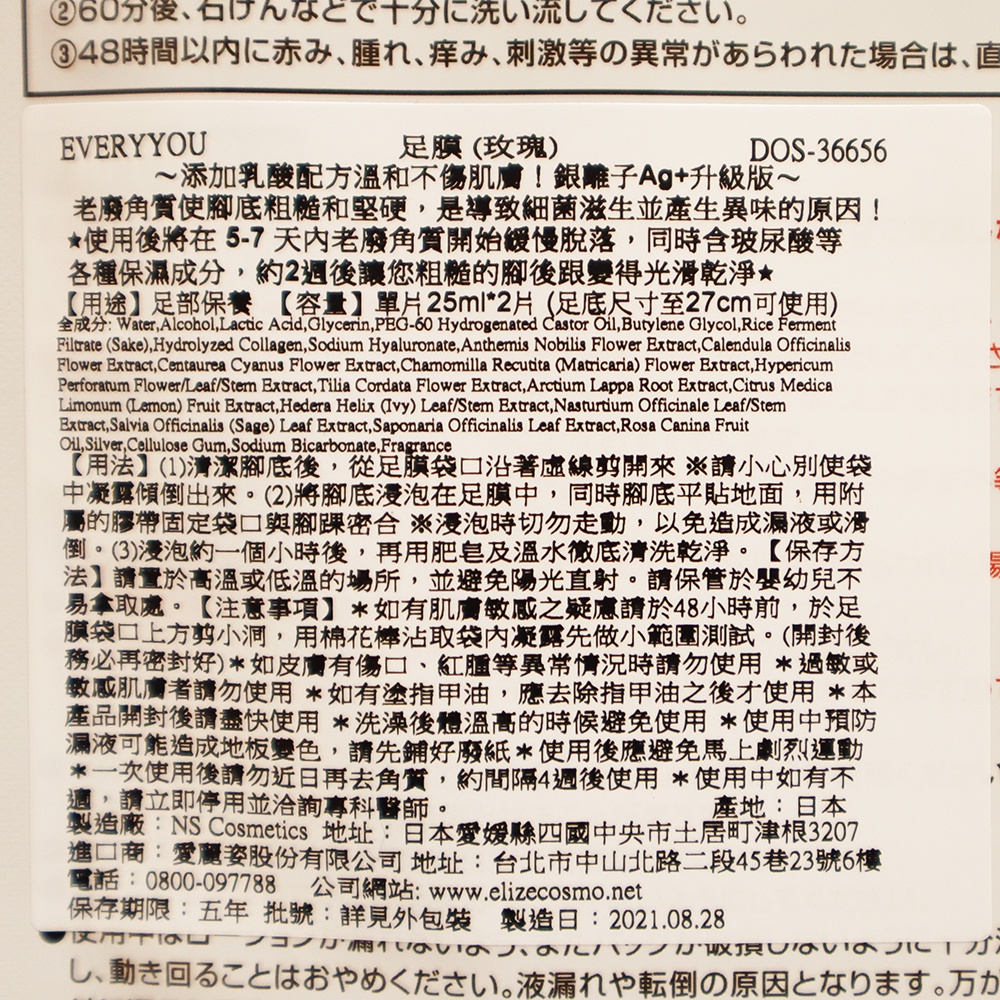 ②60分後、石けんなどで十分に洗い流してください。
③48時間以内に赤み、腫れ、痒み、刺激等の異常があらわれた場合は、直
EVERYYOU 足膜(玫瑰) DOS-36656
～添加乳酸配方溫和不傷肌膚！銀離子Ag+升級版～
老廢角質使腳底粗糙和堅硬，是導致細菌滋生並產生異味的原因！
★使用後將在 5-7 天內老廢角質開始緩慢脫落，同時含玻尿酸等
各種保濕成分，約2週後讓您粗糙的腳後跟變得光滑乾淨★
【用途】足部保養 【容量】單片25ml*2片 (足底尺寸至27cm可使用)
全成分: Water,Alcohol,Lactic Acid,Glycerin,PEG-60 Hydrogenated Castor Oil,Butylene Glycol,Rice Ferment
Filtrate (Sake),Hydrolyzed Collagen,Sodium Hyaluronate,Anthemis Nobilis Flower Extract,Calendula Officinalis
Flower Extract,Centaurea Cyanus Flower Extract,Chamomilla Recutita (Matricaria) Flower Extract,Hypericum
Perforatum Flower/Leaf/Stem Extract,Tilia Cordata Flower Extract,Arctium Lappa Root Extract,Citrus Medica
Limonum (Lemon) Fruit Extract,Hedera Helix (Ivy) Leaf/Stem Extract,Nasturtium Officinale Leaf/Stem
Extract,Salvia Officinalis (Sage) Leaf Extract,Saponaria Officinalis Leaf Extract,Rosa Canina Fruit
Oil,Silver,Cellulose Gum,Sodium Bicarbonate,Fragrance
【用法】(1)清潔腳底後，從足膜袋口沿著虛線剪開來 ※請小心別使袋
中凝露傾倒出來。(2)將腳底浸泡在足膜中，同時腳底平貼地面，用附
屬的膠帶固定袋口與腳踝密合 ※浸泡時切勿走動，以免造成漏液或滑
倒。(3)浸泡約一個小時後，再用肥皂及溫水徹底清洗乾淨。【保存方
法】請置於高溫或低溫的場所，並避免陽光直射。請保管於嬰幼兒不
易拿取處。【注意事項】＊如有肌膚敏感之疑慮請於48小時前，於足
膜袋口上方剪小洞，用棉花棒沾取袋內凝露先做小範圍測試。(開封後
務必再密封好)＊如皮膚有傷口、紅腫等異常情況時請勿使用 ＊過敏或
敏感肌膚者請勿使用 ＊如有塗指甲油，應去除指甲油之後才使用 ＊本
產品開封後請盡快使用 ＊洗澡後體溫高的時候避免使用 ＊使用中預防
漏液可能造成地板變色，請先鋪好廢紙＊使用後應避免馬上劇烈運動
＊一次使用後請勿近日再去角質，約間隔4週後使用 ＊使用中如有不
適，請立即停用並洽詢專科醫師。 產地：日本
製造廠：NS Cosmetics 地址：日本愛媛縣四國中央市土居町津根3207
進口商：愛麗姿股份有限公司 地址：台北市中山北路二段45巷23號6樓
電話：0800-097788 公司網站: www.elizecosmo.net
保存期限：五年 批號：詳見外包裝 製造日：2021.08.28
し、動き回ることはおやめください。液漏れや転倒の原因となります。万が